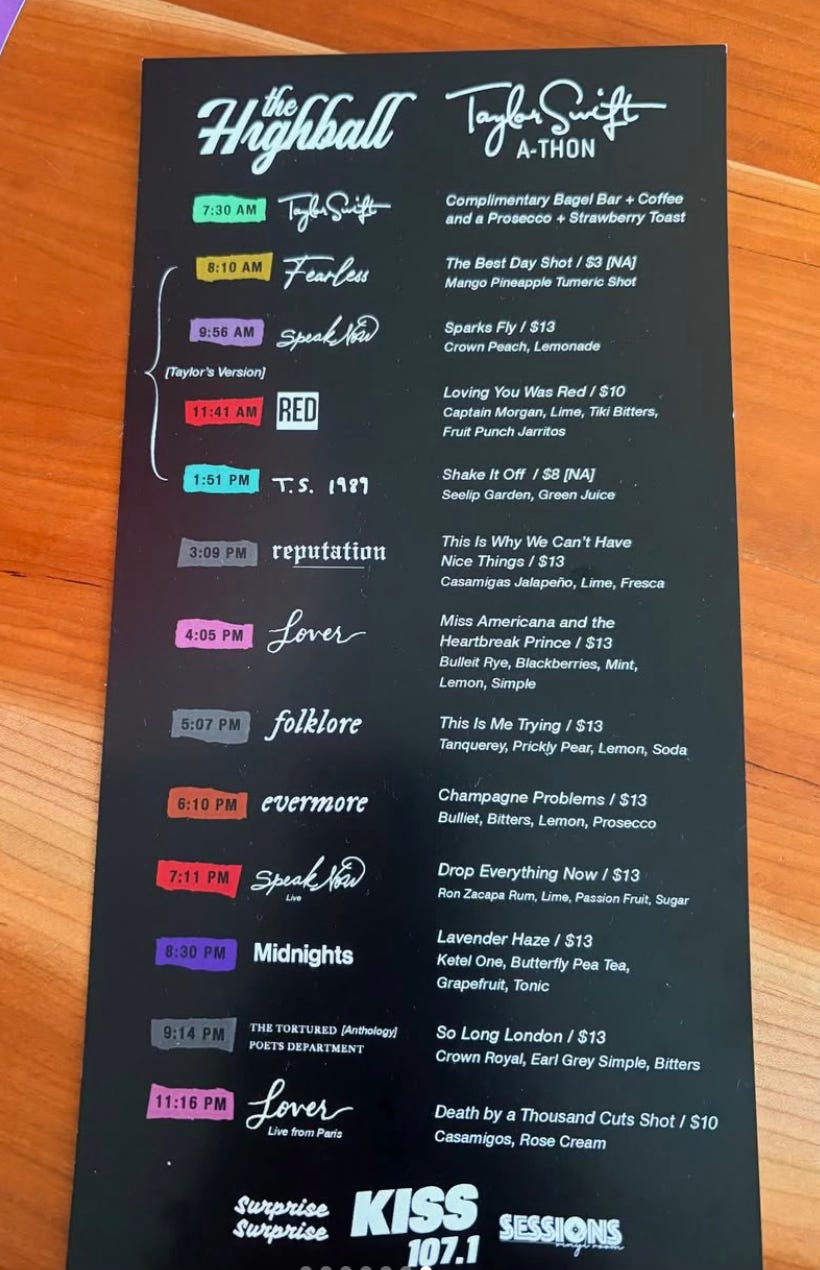 the Highball
Taylor Swift
A-THON
7:30 AM Taylor Swift
Complimentary Bagel Bar + Coffee
and a Prosecco + Strawberry Toast
8:10 AM Fearless
The Best Day Shot / $3 [NA]
Mango Pineapple Tumeric Shot
9:56 AM Speak Now
Sparks Fly / $13
Crown Peach, Lemonade
[Taylor's Version]
11:41 AM RED
Loving You Was Red / $10
Captain Morgan, Lime, Tiki Bitters,
Fruit Punch Jarritos
1:51 PM T.S. 1989
Shake It Off / $8 [NA]
Seelip Garden, Green Juice
3:09 PM reputation
This Is Why We Can't Have
Nice Things / $13
Casamigas Jalapeño, Lime, Fresca
4:05 PM Lover
Miss Americana and the
Heartbreak Prince / $13
Bulleit Rye, Blackberries, Mint,
Lemon, Simple
5:07 PM folklore
This Is Me Trying / $13
Tanquerey, Prickly Pear, Lemon, Soda
6:10 PM evermore
Champagne Problems / $13
Bulliet, Bitters, Lemon, Prosecco
7:11 PM Speak Now
Live
Drop Everything Now / $13
Ron Zacapa Rum, Lime, Passion Fruit, Sugar
8:30 PM Midnights
Lavender Haze / $13
Ketel One, Butterfly Pea Tea,
Grapefruit, Tonic
9:14 PM THE TORTURED [Anthology]
POETS DEPARTMENT
So Long London / $13
Crown Royal, Earl Grey Simple, Bitters
11:16 PM Lover
Live from Paris
Death by a Thousand Cuts Shot / $10
Casamigos, Rose Cream
Surprise
Surprise
KISS
107.1
SESSIONS
vinyl room